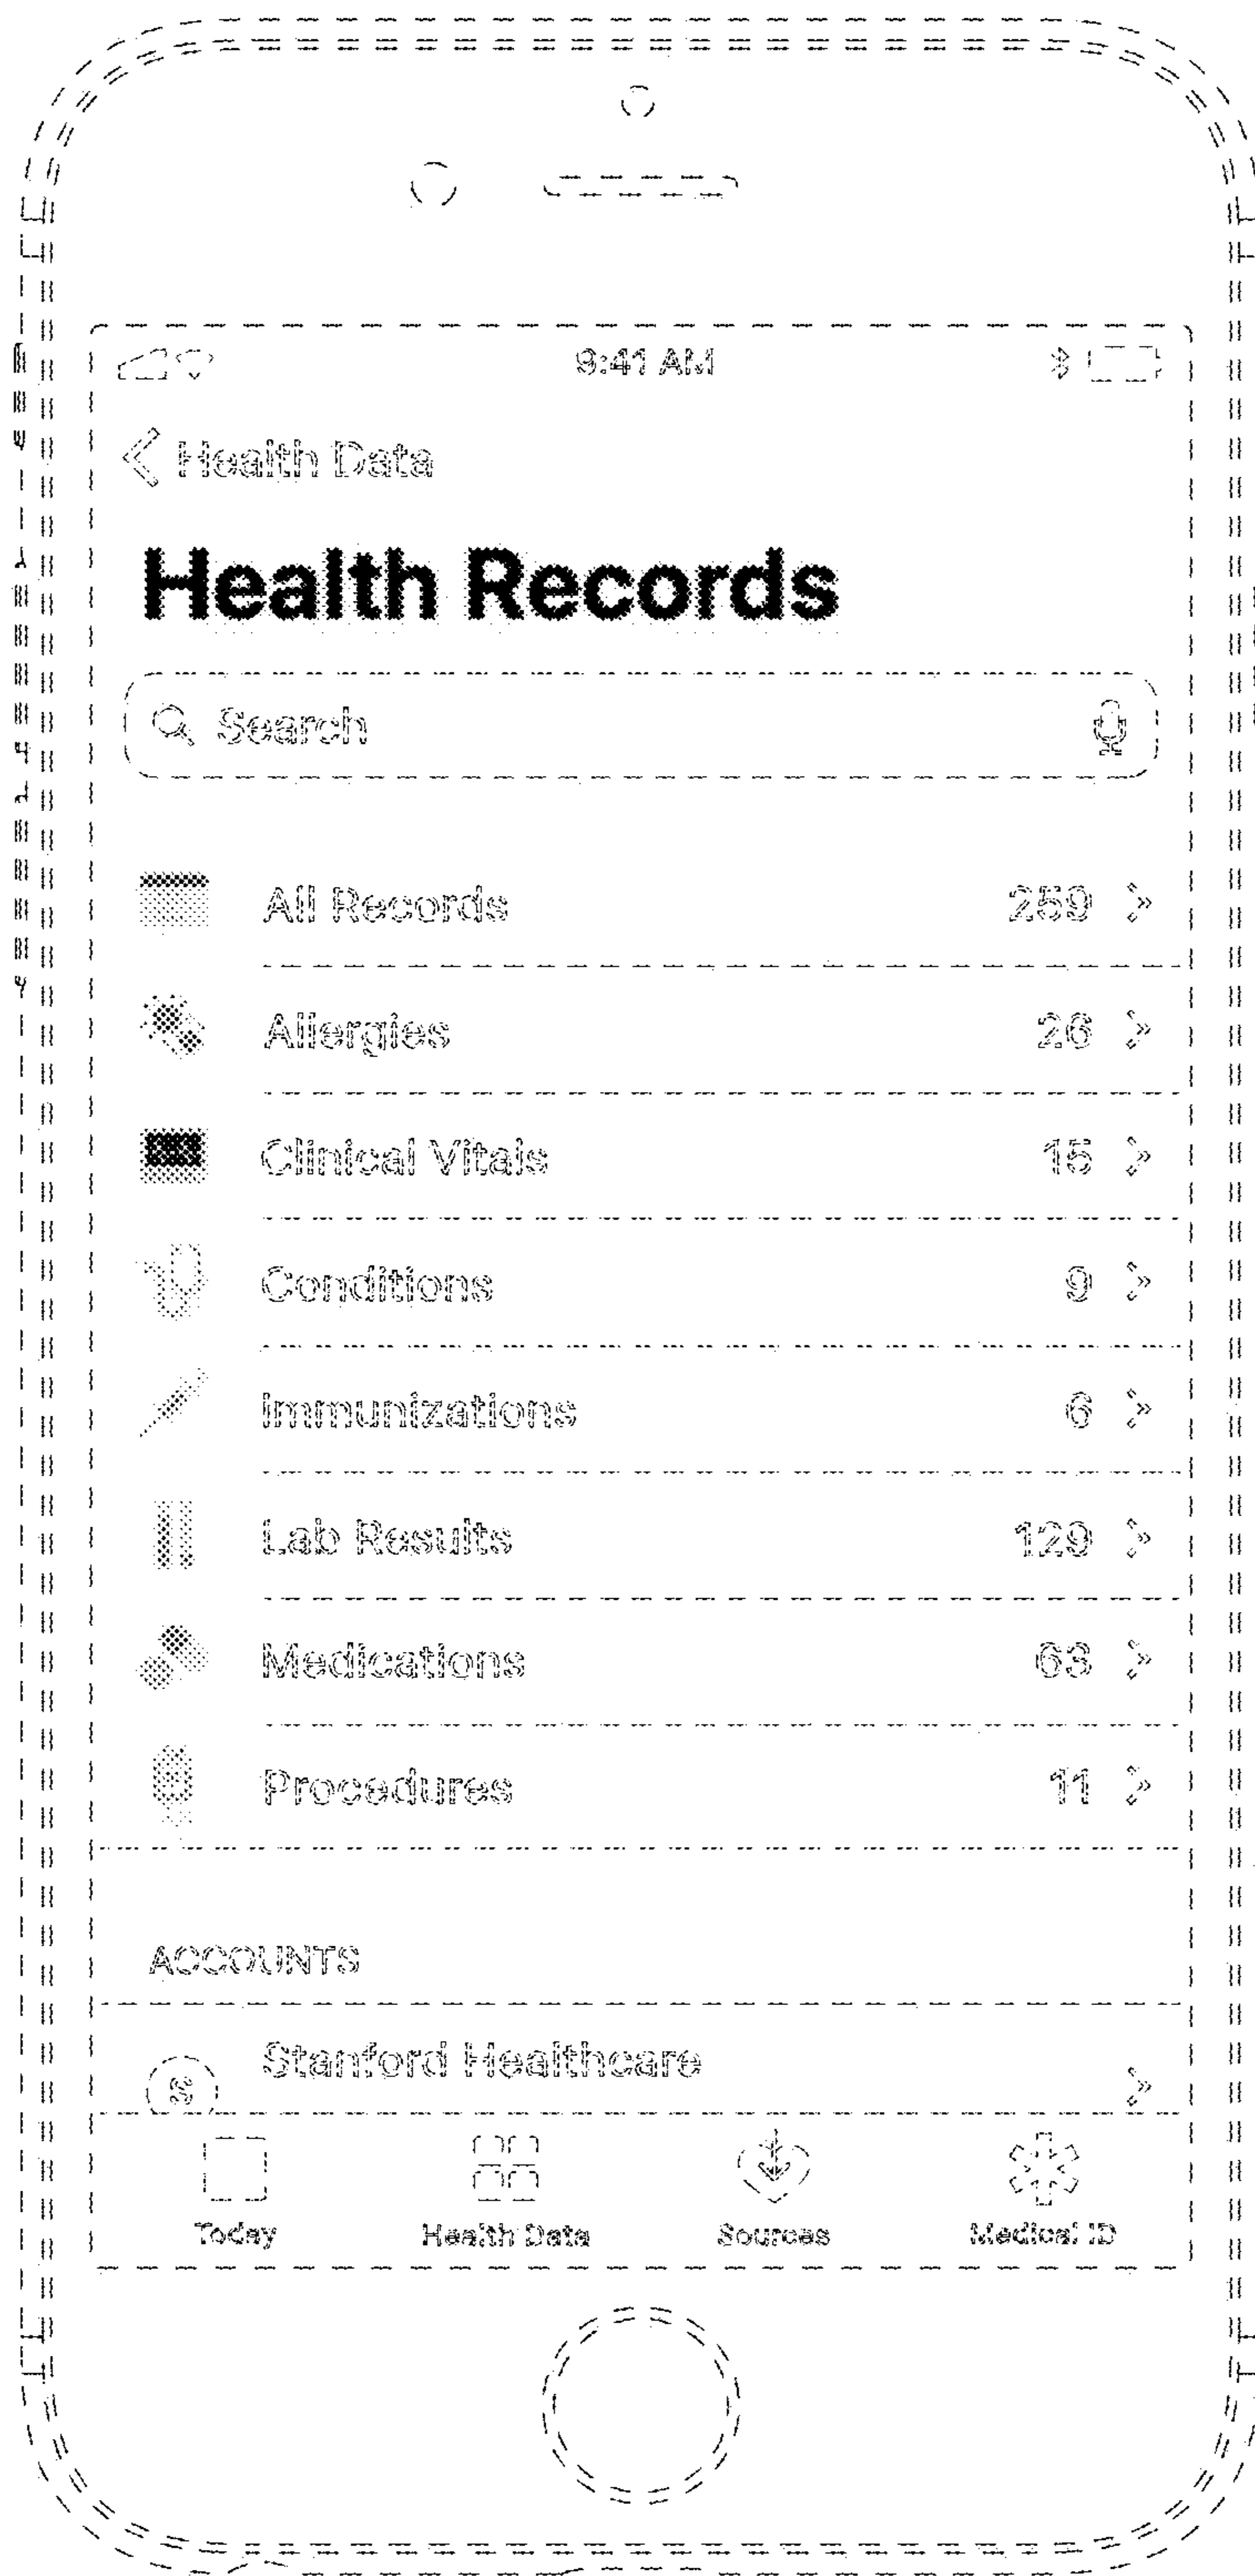 9:41 AM
Health Data
Health Records
Search
All Records 259
Allergies 26
Clinical Vitals 15
Conditions 9
Immunizations 6
Lab Results 129
Medications 63
Procedures 11
ACCOUNTS
Stanford Healthcare
S
Today Health Data Sources Medical ID